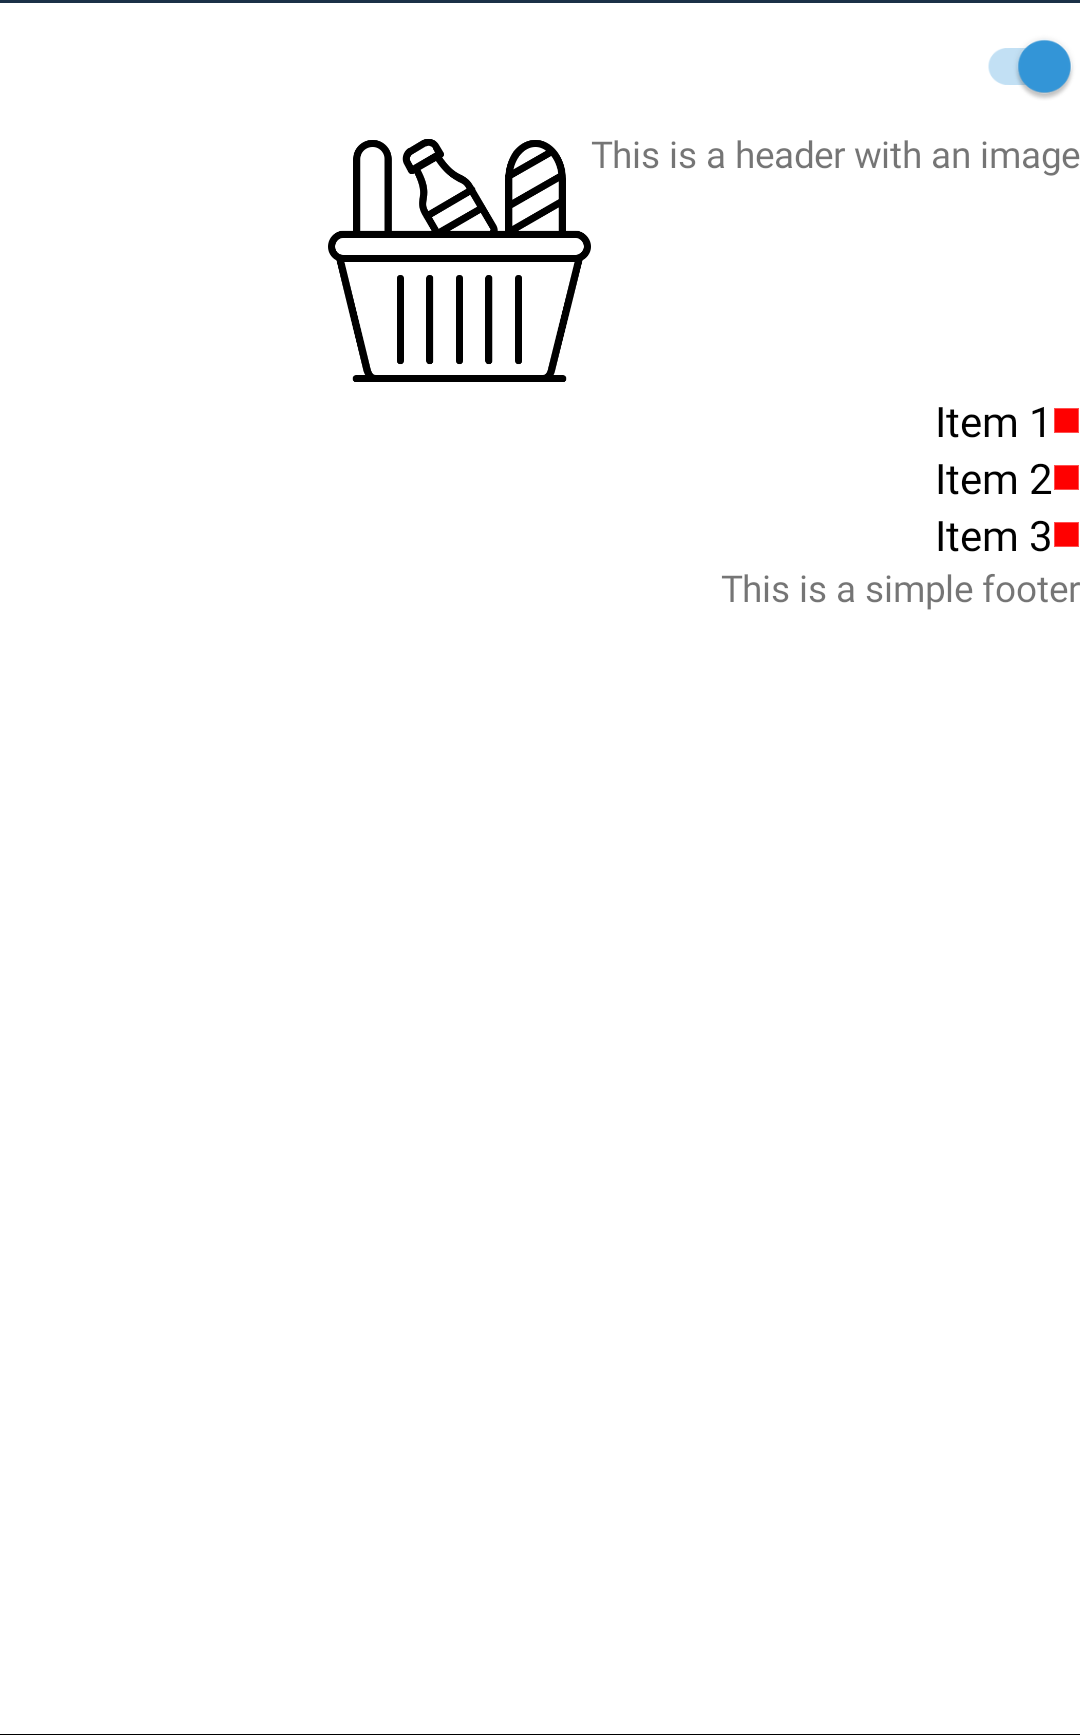 This is a header with an image
Item 1
Item 2
Item 3
This is a simple footer